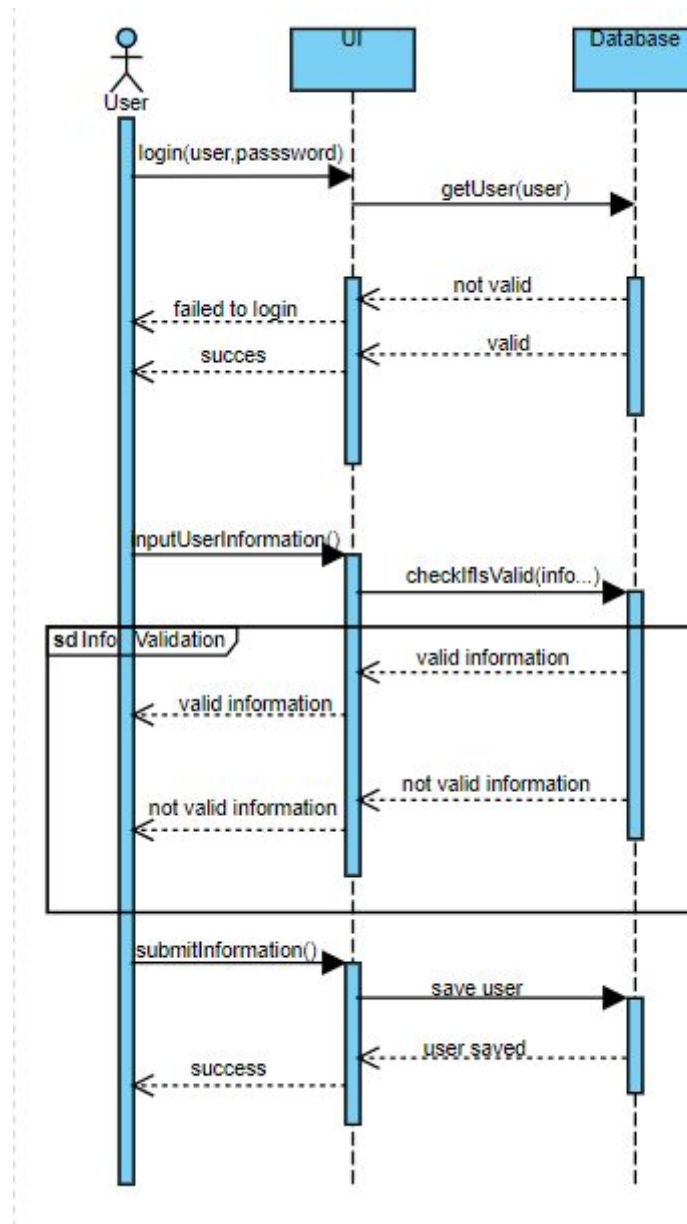 UI
Database
User
login(user,passsword)
getUser(user)
not valid
failed to login
valid
succes
inputUserInformation()
checkIfIsValid(info...)
sd Info Validation
valid information
valid information
not valid information
not valid information
submitInformation()
save user
user saved
success